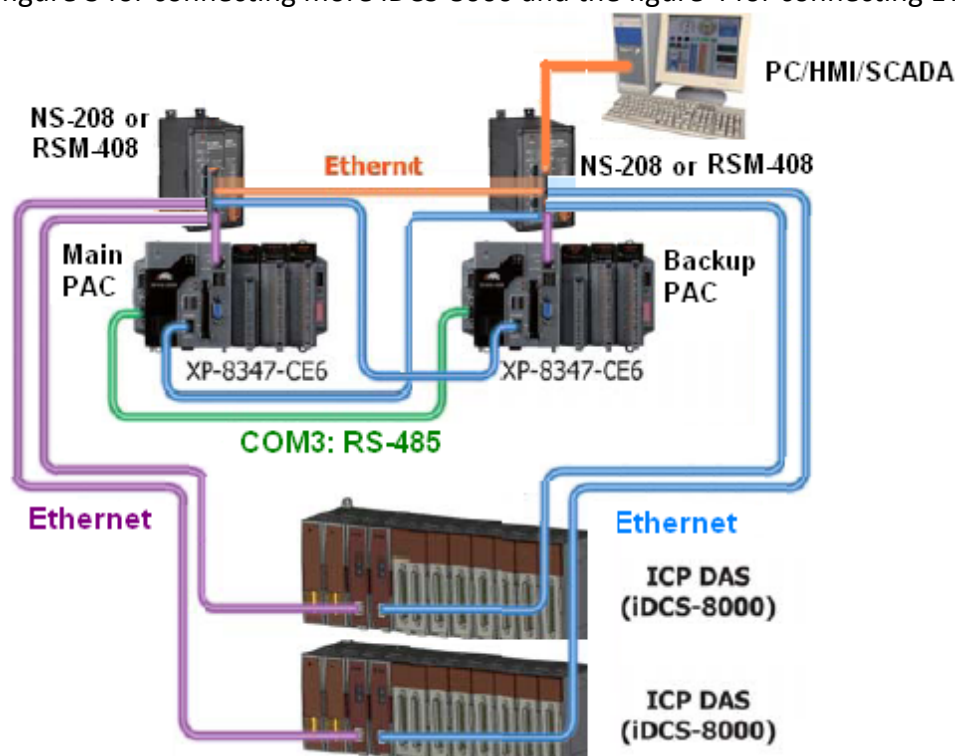 PC/HMI/SCADA
NS-208 or
RSM-408
Ethernet
NS-208 or RSM-408
Main
PAC
Backup
PAC
XP-8347-CE6
XP-8347-CE6
COM3: RS-485
Ethernet
Ethernet
ICP DAS
(iDCS-8000)
ICP DAS
(iDCS-8000)